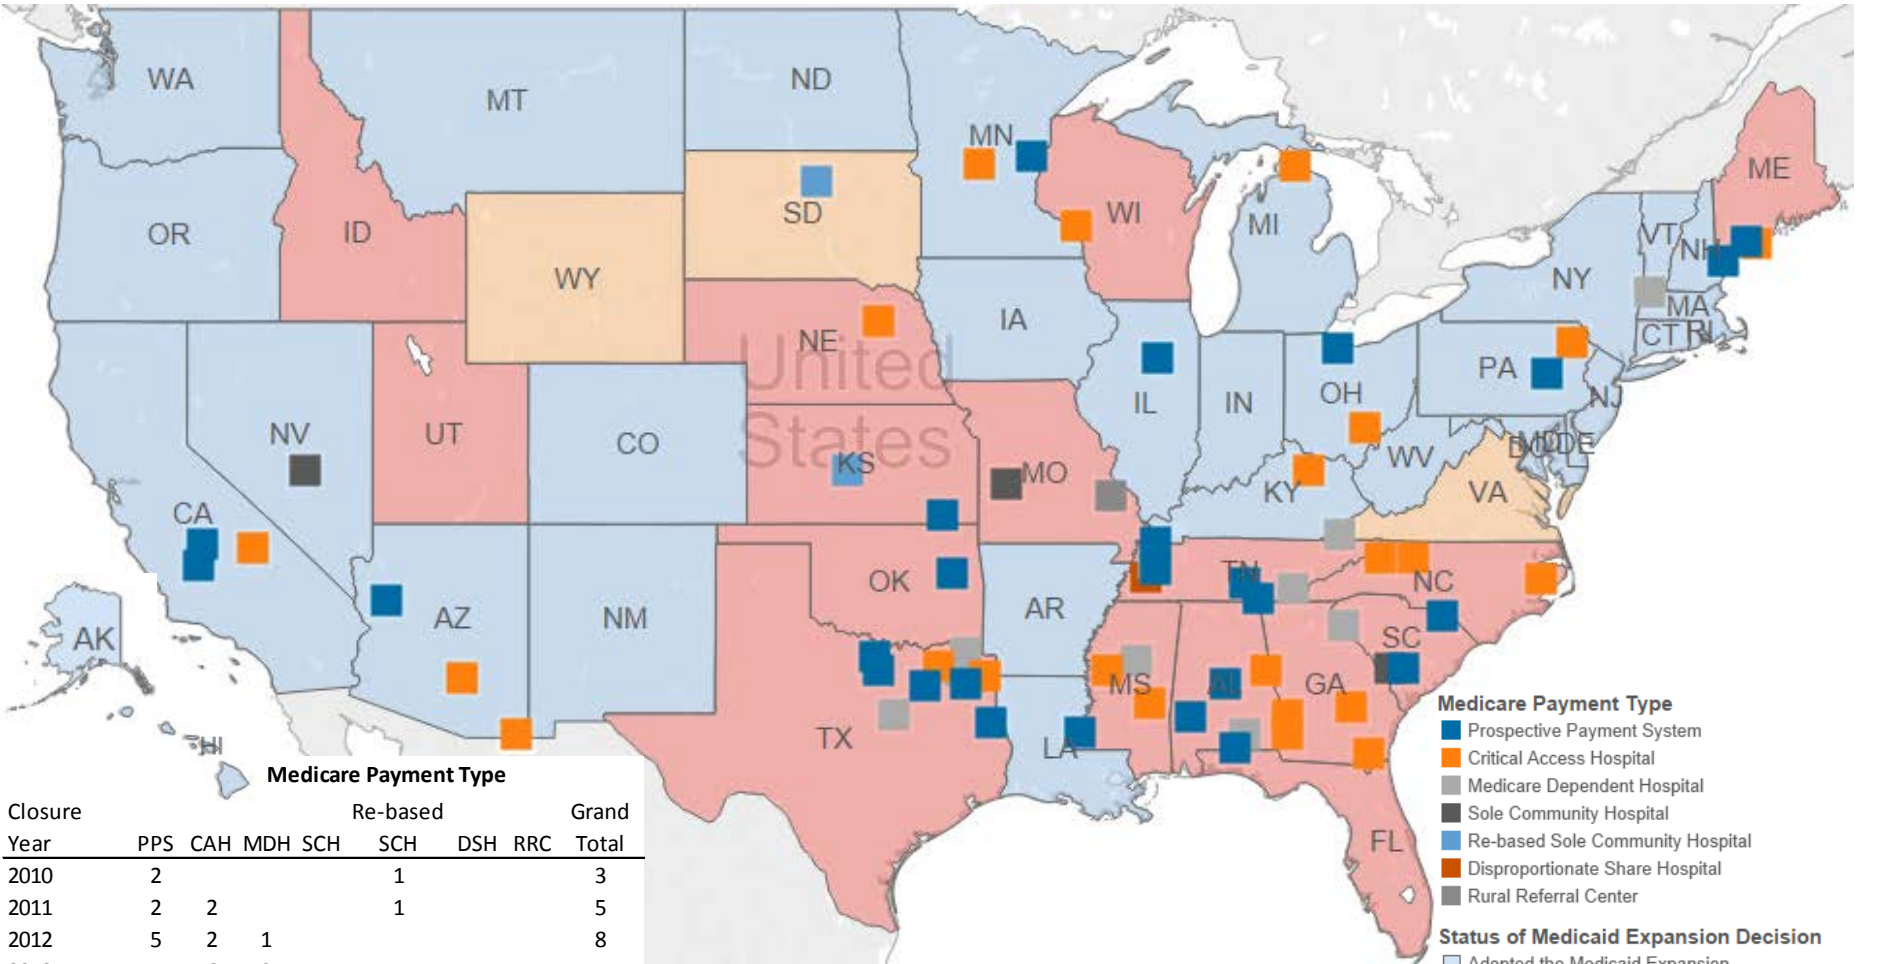 WA
MT
ND
MN
ME
OR
ID
SD
WI
MI
VT
NH
WY
NY
MA
CT RI
IA
NE
United
States
PA
NJ
NV
UT
CO
KS
MO
IL
IN
OH
WV
MD
DC
DE
CA
KY
VA
AZ
NM
OK
AR
TN
NC
SC
AK
HI
TX
LA
MS
AL
GA
FL
Medicare Payment Type
Prospective Payment System
Critical Access Hospital
Medicare Dependent Hospital
Sole Community Hospital
Re-based Sole Community Hospital
Disproportionate Share Hospital
Rural Referral Center
Status of Medicaid Expansion Decision
Adopted the Medicaid Expansion
Medicare Payment Type
Closure Re-based Grand
Year PPS CAH MDH SCH SCH DSH RRC Total
2010 2 1 3
2011 2 2 1 5
2012 5 2 1 8